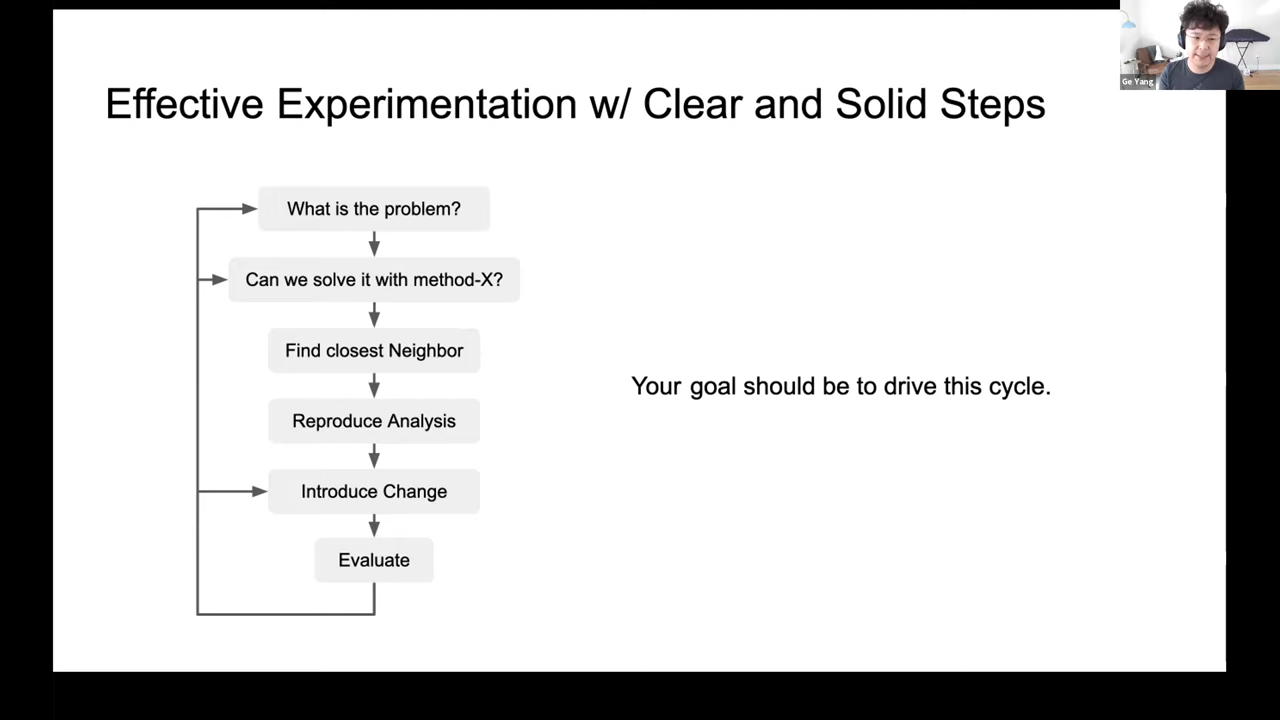 Effective Experimentation w/ Clear and Solid Steps
Ge Yang
What is the problem?
Can we solve it with method-X?
Find closest Neighbor
Reproduce Analysis
Introduce Change
Evaluate
Your goal should be to drive this cycle.